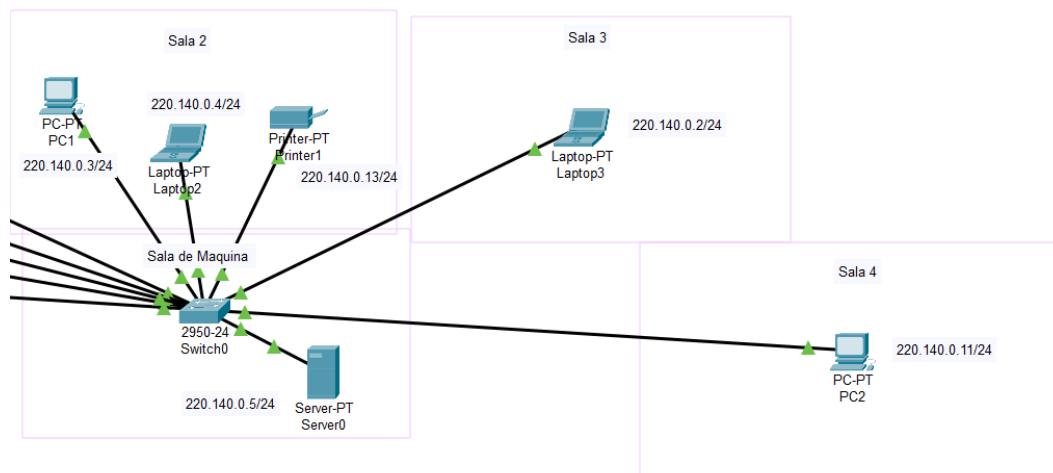 Sala 2
Sala 3
220.140.0.4/24
PC-PT
PC1
Printer-PT
Printer1
220.140.0.2/24
Laptop-PT
Laptop3
220.140.0.3/24
Laptop-PT
Laptop2
220.140.0.13/24
Sala de Maquina
Sala 4
2950-24
Switch0
220.140.0.11/24
PC-PT
PC2
220.140.0.5/24
Server-PT
Server0